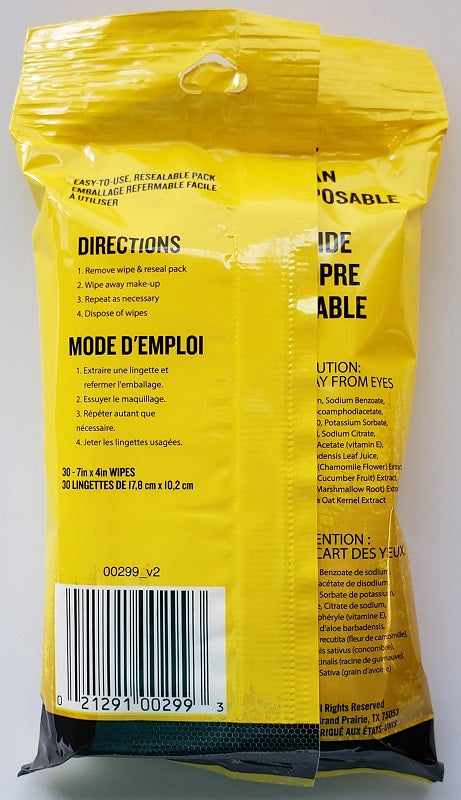 EASY-TO-USE, RESEALABLE PACK
EMBALLAGE REFERMABLE FACILE
À UTILISER
DIRECTIONS
1. Remove wipe & reseal pack
2. Wipe away make-up
3. Repeat as necessary
4. Dispose of wipes
MODE D'EMPLOI
1. Extraire une lingette et
refermer l'emballage.
2. Essuyer le maquillage.
3. Répéter autant que
nécessaire.
4. Jeter les lingettes usagées.
30 - 7in x 4in WIPES
30 LINGETTES DE 17,8 cm x 10,2 cm
00299_v2
0 21291 00299 3
AN
POSABLE
IDE
PRE
ABLE
UTION:
AY FROM EYES
n, Sodium Benzoate,
ocoamphodiacetate,
0, Potassium Sorbate,
l, Sodium Citrate,
Acetate (vitamin E),
adensis Leaf Juice,
(Chamomile Flower) Extract
Cucumber Fruit) Extract
Marshmallow Root) Extract
a Oat Kernel Extract
ENTION :
CART DES YEUX
Benzoate de sodium,
acétate de disodium,
Sorbate de potassium,
e, Citrate de sodium,
phéryle (vitamine E),
d'aloe barbadensis,
recutita (fleur de camomille),
is sativus (concombre),
cinalis (racine de guimauve),
Sativa (grain d'avoine)
l Rights Reserved
rand Prairie, TX 75053
RIQUÉ AUX ÉTATS-UNIS